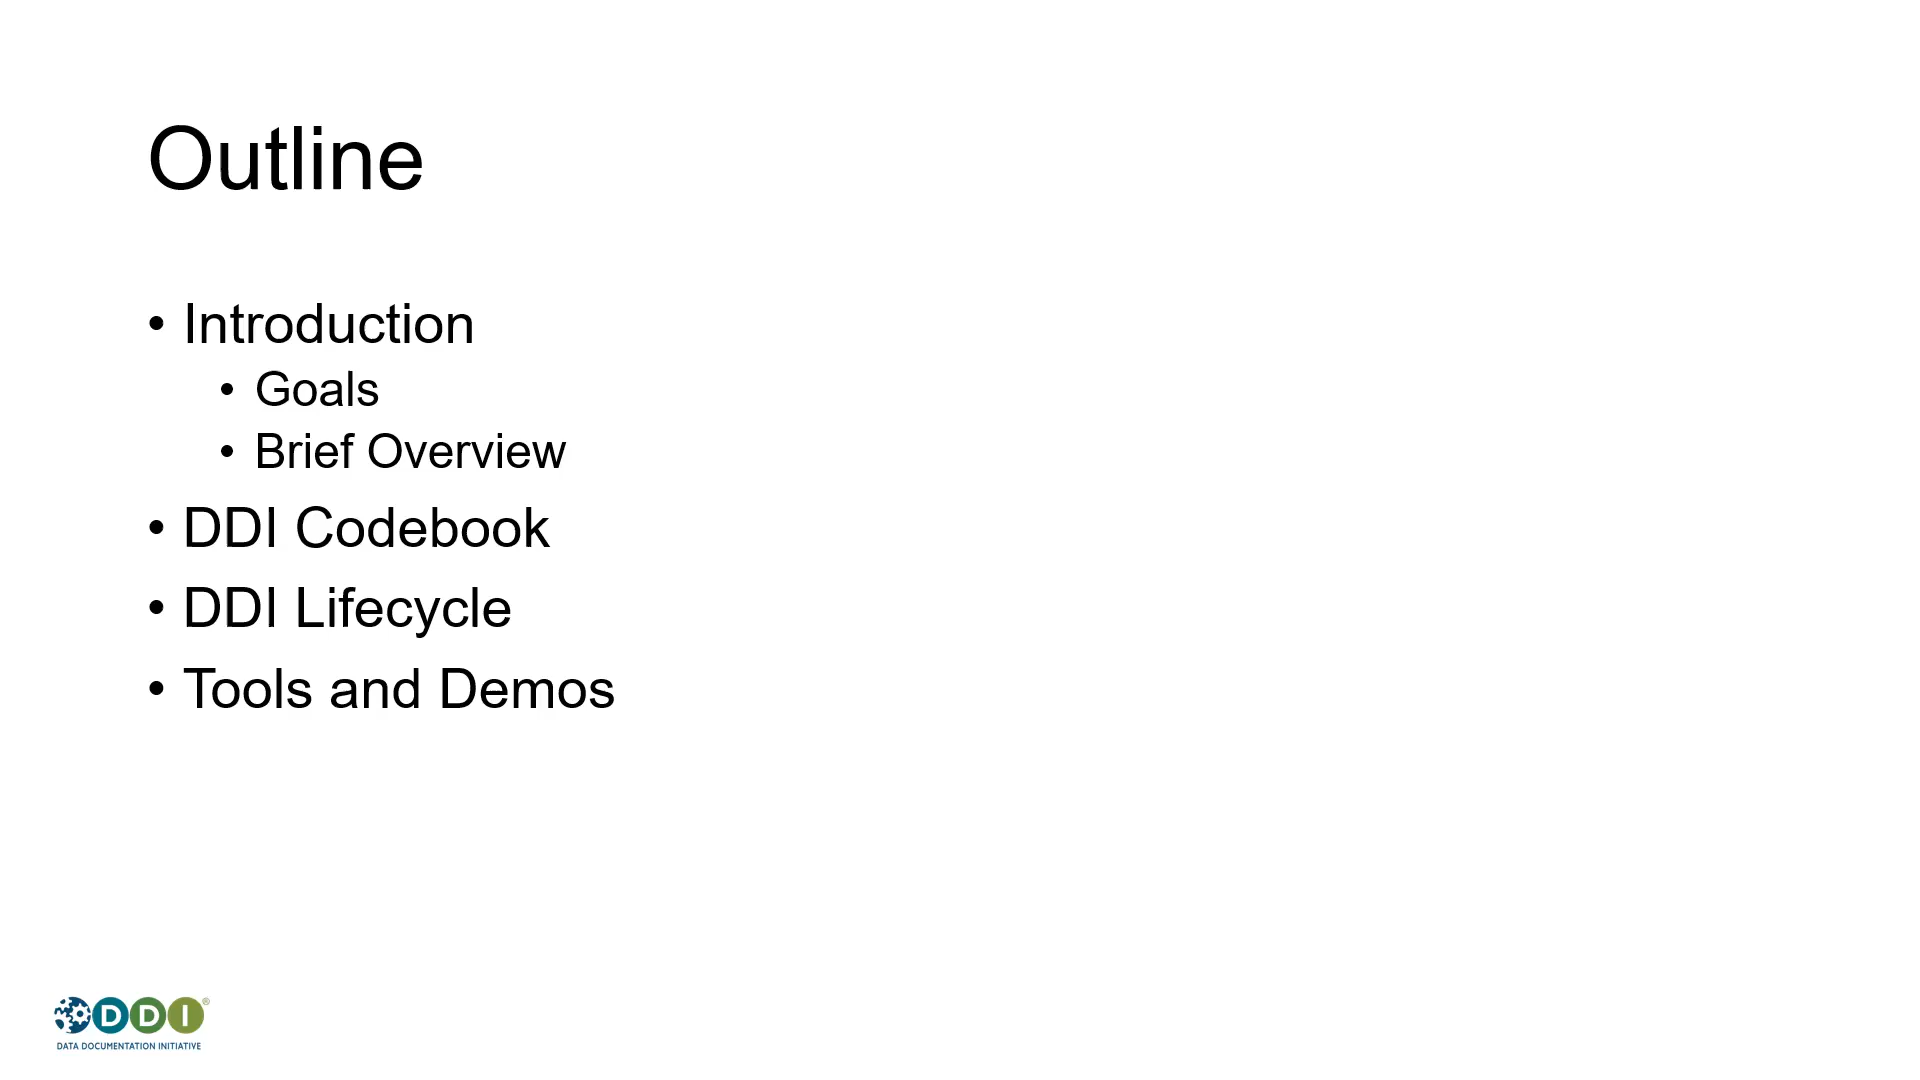 Outline
• Introduction
• Goals
• Brief Overview
• DDI Codebook
• DDI Lifecycle
• Tools and Demos
DDI®
DATA DOCUMENTATION INITIATIVE